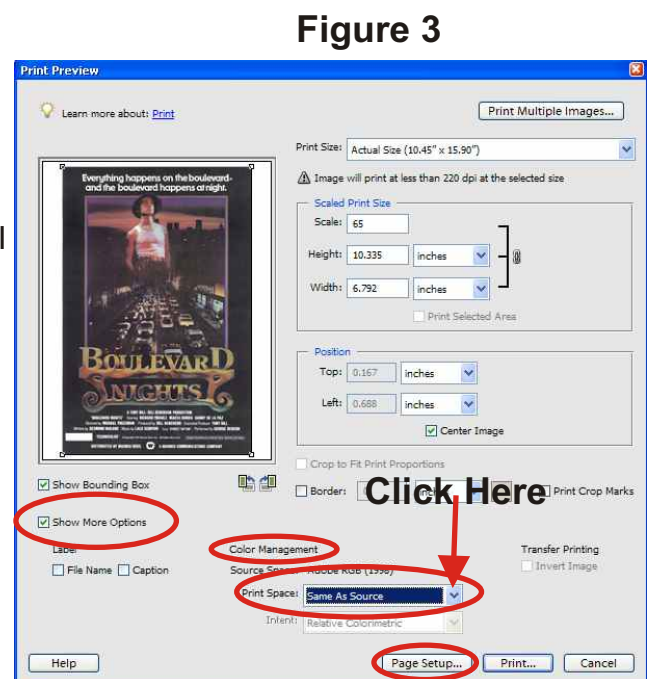 Figure 3
Print Preview
Learn more about: Print
Print Multiple Images...
Print Size: Actual Size (10.45" x 15.90")
Image will print at less than 220 dpi at the selected size
Scaled Print Size
Scale: 65
Height: 10.335 inches
Width: 6.792 inches
Print Selected Area
Position
Top: 0.167 inches
Left: 0.688 inches
Center Image
Everything happens on the boulevard-
and the boulevard happens at night.
BOULEVARD
NIGHTS
l
Crop to Fit Print Proportions
Show Bounding Box
Border:
Click Here
Print Crop Marks
Show More Options
Label
Color Management
Transfer Printing
File Name
Caption
Source Space: Adobe RGB (1998)
Invert Image
Print Space: Same As Source
Intent: Relative Colorimetric
Help
Page Setup...
Print...
Cancel